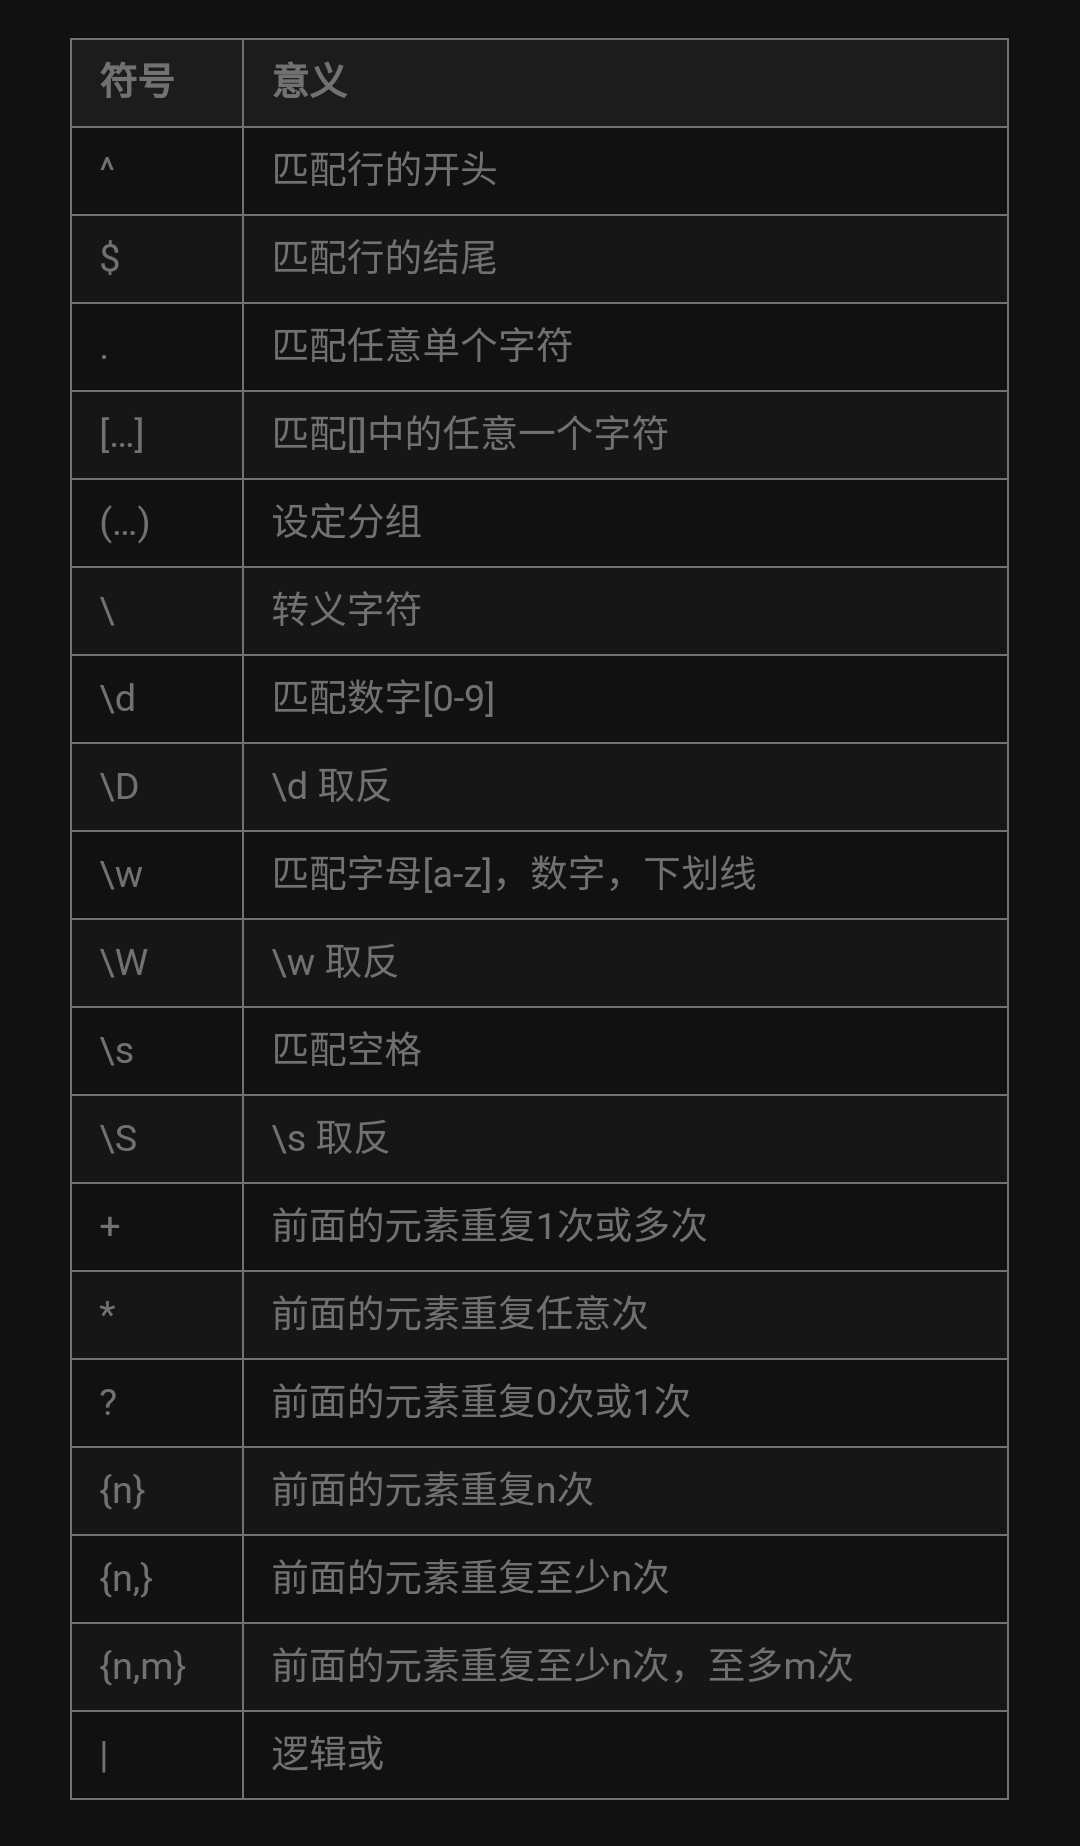 符号 意义
^ 匹配行的开头
$ 匹配行的结尾
. 匹配任意单个字符
[…] 匹配[]中的任意一个字符
(…) 设定分组
\ 转义字符
\d 匹配数字[0-9]
\D \d 取反
\w 匹配字母[a-z]，数字，下划线
\W \w 取反
\s 匹配空格
\S \s 取反
+ 前面的元素重复1次或多次
* 前面的元素重复任意次
? 前面的元素重复0次或1次
{n} 前面的元素重复n次
{n,} 前面的元素重复至少n次
{n,m} 前面的元素重复至少n次，至多m次
| 逻辑或